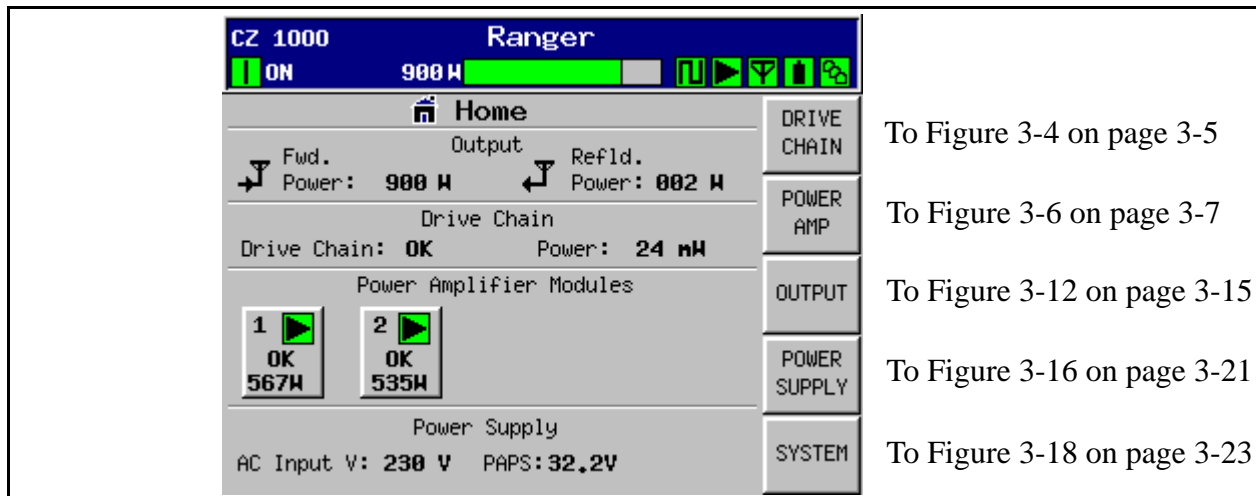 CZ 1000 Ranger
ON 900 W
Home
Output
Fwd. Power: 900 W
Refld. Power: 002 W
Drive Chain
Drive Chain: OK Power: 24 mW
Power Amplifier Modules
1 OK 567W
2 OK 535W
Power Supply
AC Input V: 230 V PAPS:32.2V
DRIVE CHAIN To Figure 3-4 on page 3-5
POWER AMP To Figure 3-6 on page 3-7
OUTPUT To Figure 3-12 on page 3-15
POWER SUPPLY To Figure 3-16 on page 3-21
SYSTEM To Figure 3-18 on page 3-23